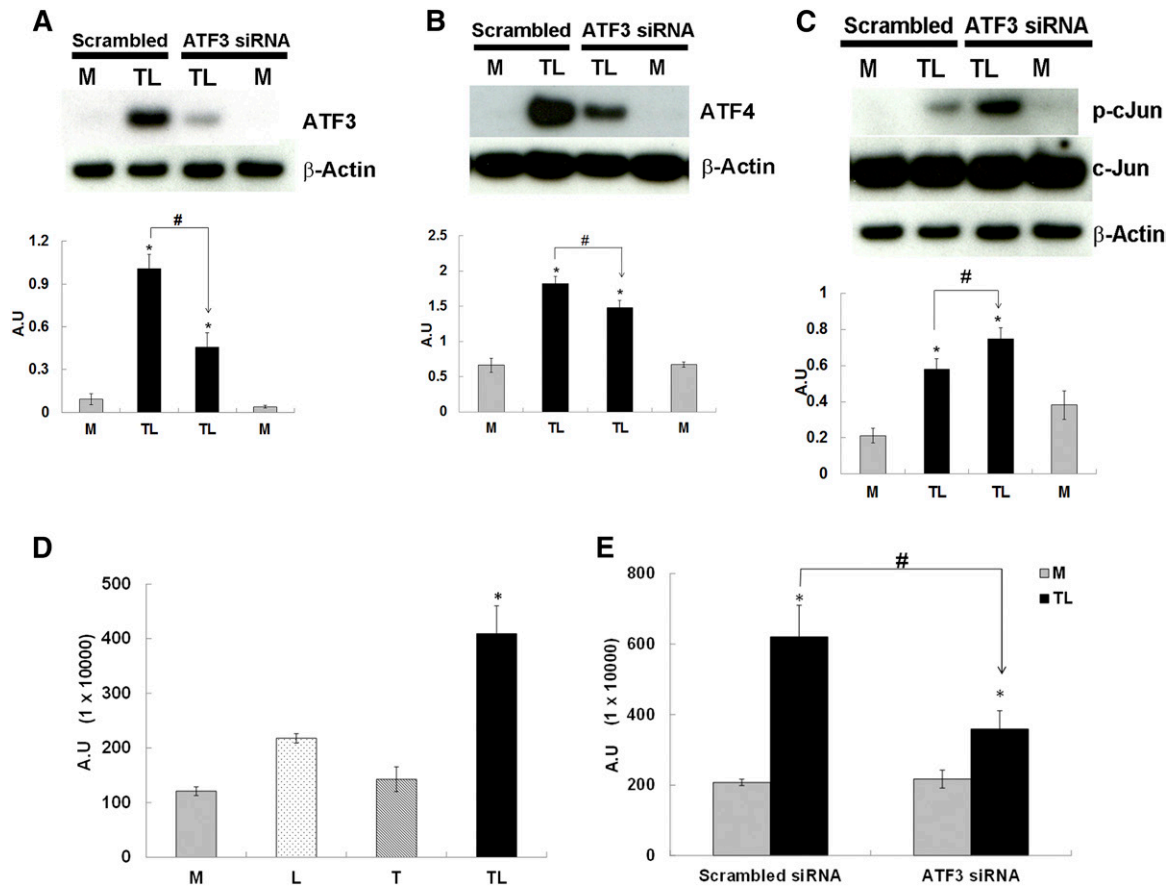 A
Scrambled ATF3 siRNA
M TL TL M
ATF3
β-Actin
#
1.2
0.9
0.6
0.3
0
A.U
* *
M TL TL M
B
Scrambled ATF3 siRNA
M TL TL M
ATF4
β-Actin
#
2.5
2
1.5
1
0.5
0
A.U
* *
M TL TL M
C
Scrambled ATF3 siRNA
M TL TL M
p-cJun
c-Jun
β-Actin
#
1
0.8
0.6
0.4
0.2
0
A.U
* *
M TL TL M
D
500
400
300
200
100
0
A.U (1 x 10000)
*
M L T TL
E
#
M
TL
800
600
400
200
0
A.U (1 x 10000)
* *
Scrambled siRNA ATF3 siRNA